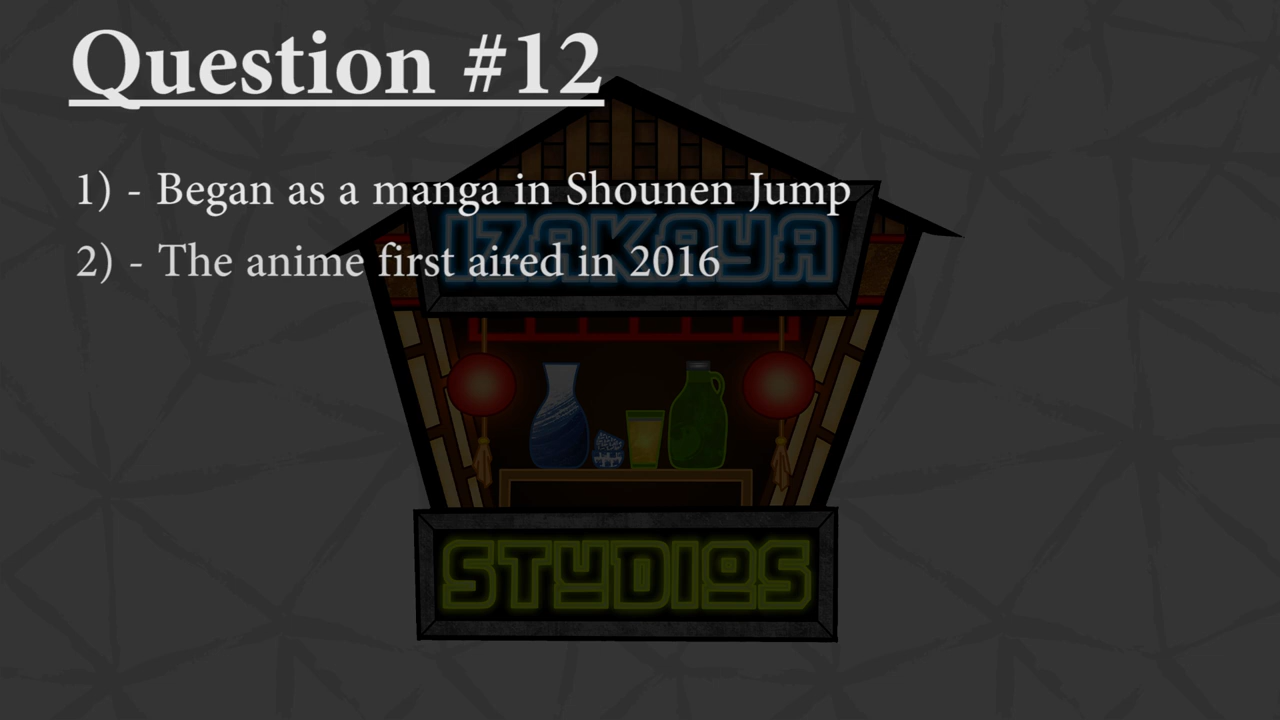 Question #12
1) - Began as a manga in Shounen Jump
IZAKAYA
2) - The anime first aired in 2016
STUDIOS